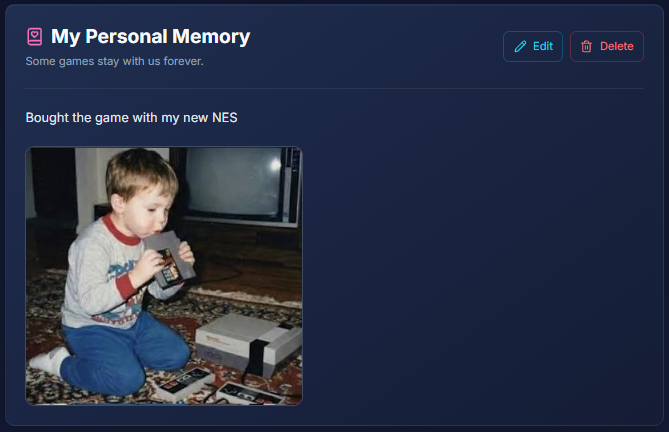 My Personal Memory
Some games stay with us forever.
Edit
Delete
Bought the game with my new NES